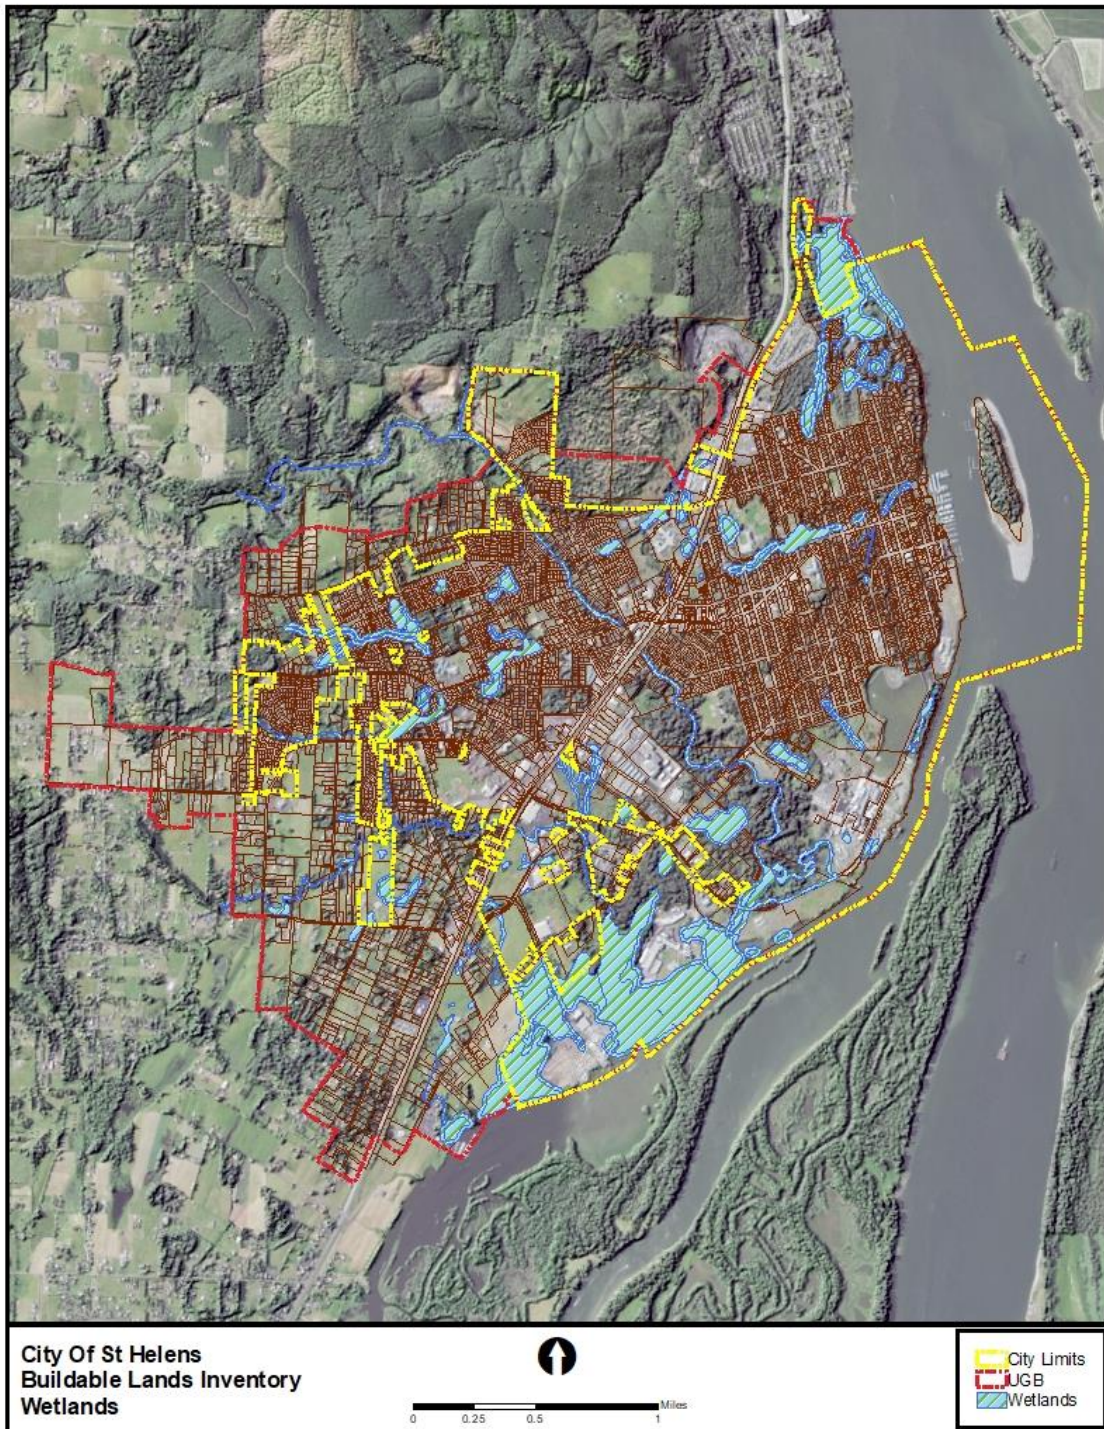 City Of St Helens
Buildable Lands Inventory
Wetlands
Miles
0 0.25 0.5 1
City Limits
UGB
Wetlands